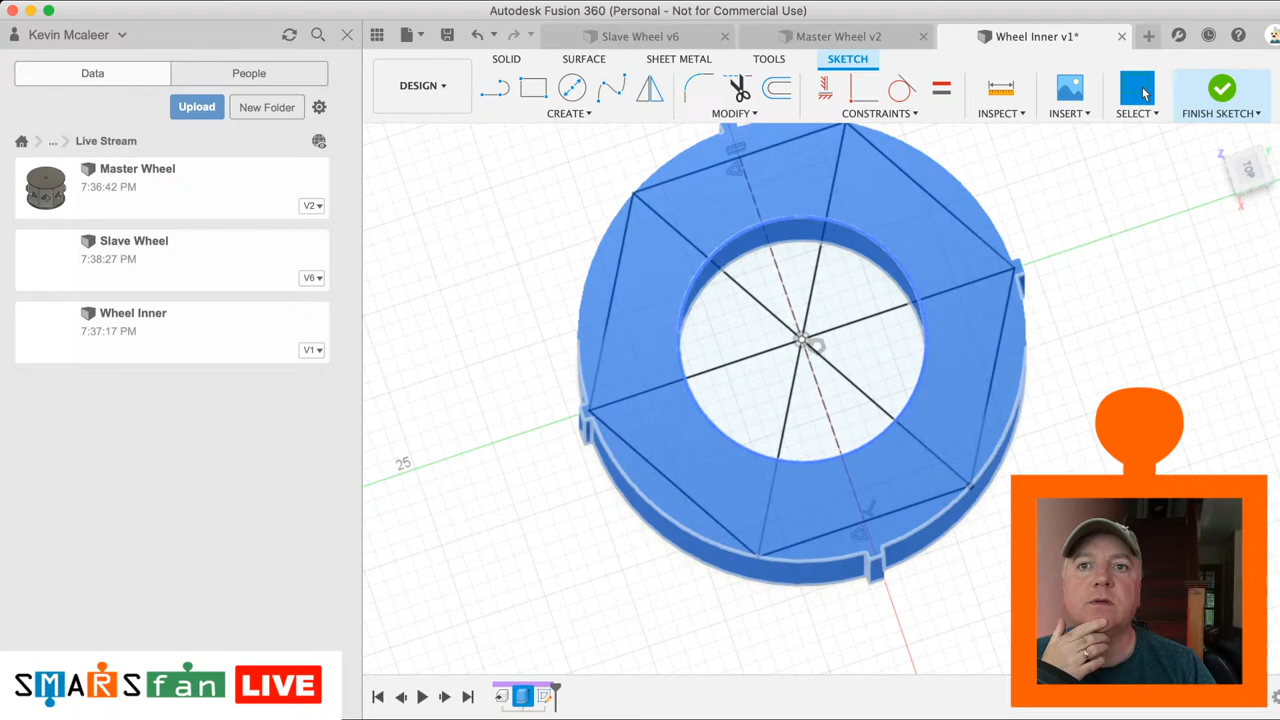 Autodesk Fusion 360 (Personal - Not for Commercial Use)
Kevin Mcaleer
Slave Wheel v6
Master Wheel v2
Wheel Inner v1*
Data
People
SOLID
SURFACE
SHEET METAL
TOOLS
SKETCH
DESIGN
Upload
New Folder
CREATE
MODIFY
CONSTRAINTS
INSPECT
INSERT
SELECT
FINISH SKETCH
...
Live Stream
Master Wheel
7:36:42 PM
V2
Slave Wheel
7:38:27 PM
V6
Wheel Inner
7:37:17 PM
V1
TOP
Z
Y
X
25
SMARSfan LIVE